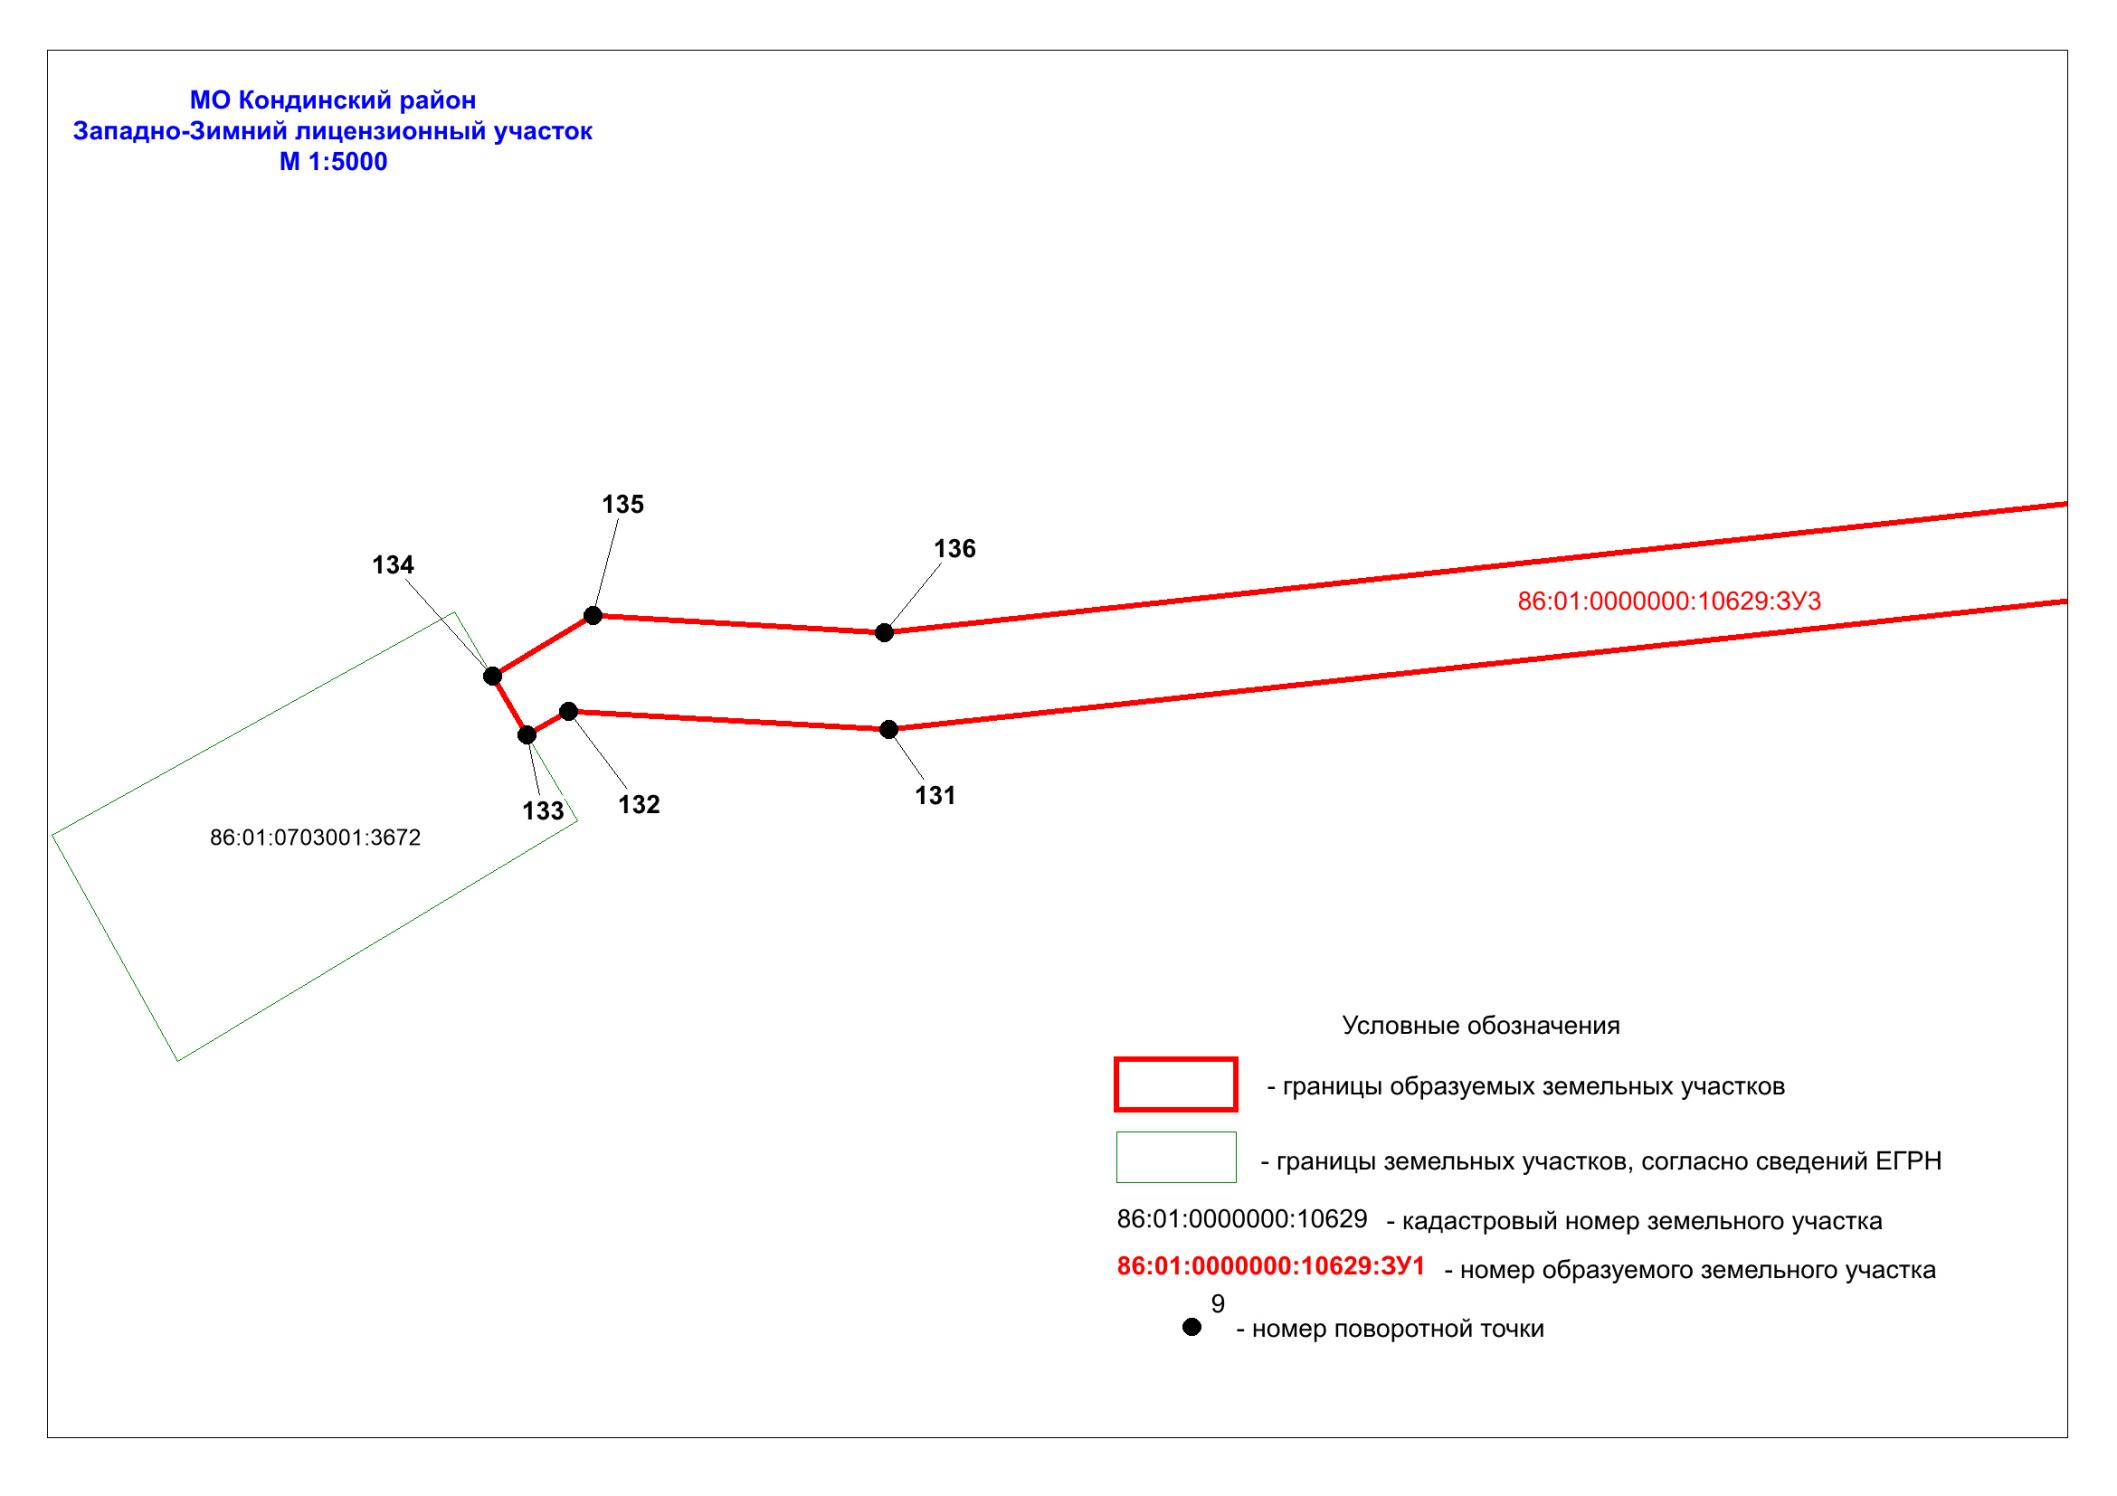 МО Кондинский район
Западно-Зимний лицензионный участок
М 1:5000
135
136
134
86:01:0000000:10629:ЗУ3
131
132
133
86:01:0703001:3672
Условные обозначения
- границы образуемых земельных участков
- границы земельных участков, согласно сведений ЕГРН
86:01:0000000:10629 - кадастровый номер земельного участка
86:01:0000000:10629:ЗУ1 - номер образуемого земельного участка
9
- номер поворотной точки